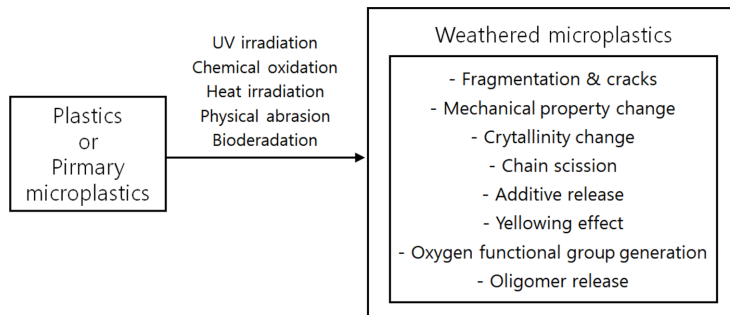 Plastics
or
Pirmary
microplastics
UV irradiation
Chemical oxidation
Heat irradiation
Physical abrasion
Bioderadation
Weathered microplastics
- Fragmentation & cracks
- Mechanical property change
- Crytallinity change
- Chain scission
- Additive release
- Yellowing effect
- Oxygen functional group generation
- Oligomer release